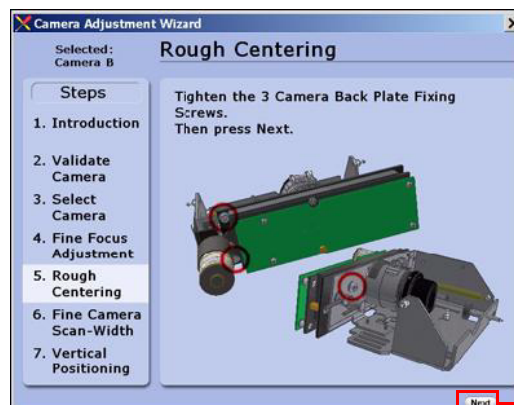 Camera Adjustment Wizard
Selected:
Camera B
Rough Centering
Steps
1. Introduction
2. Validate
Camera
3. Select
Camera
4. Fine Focus
Adjustment
5. Rough
Centering
6. Fine Camera
Scan-Width
7. Vertical
Positioning
Tighten the 3 Camera Back Plate Fixing
Screws.
Then press Next.
Next